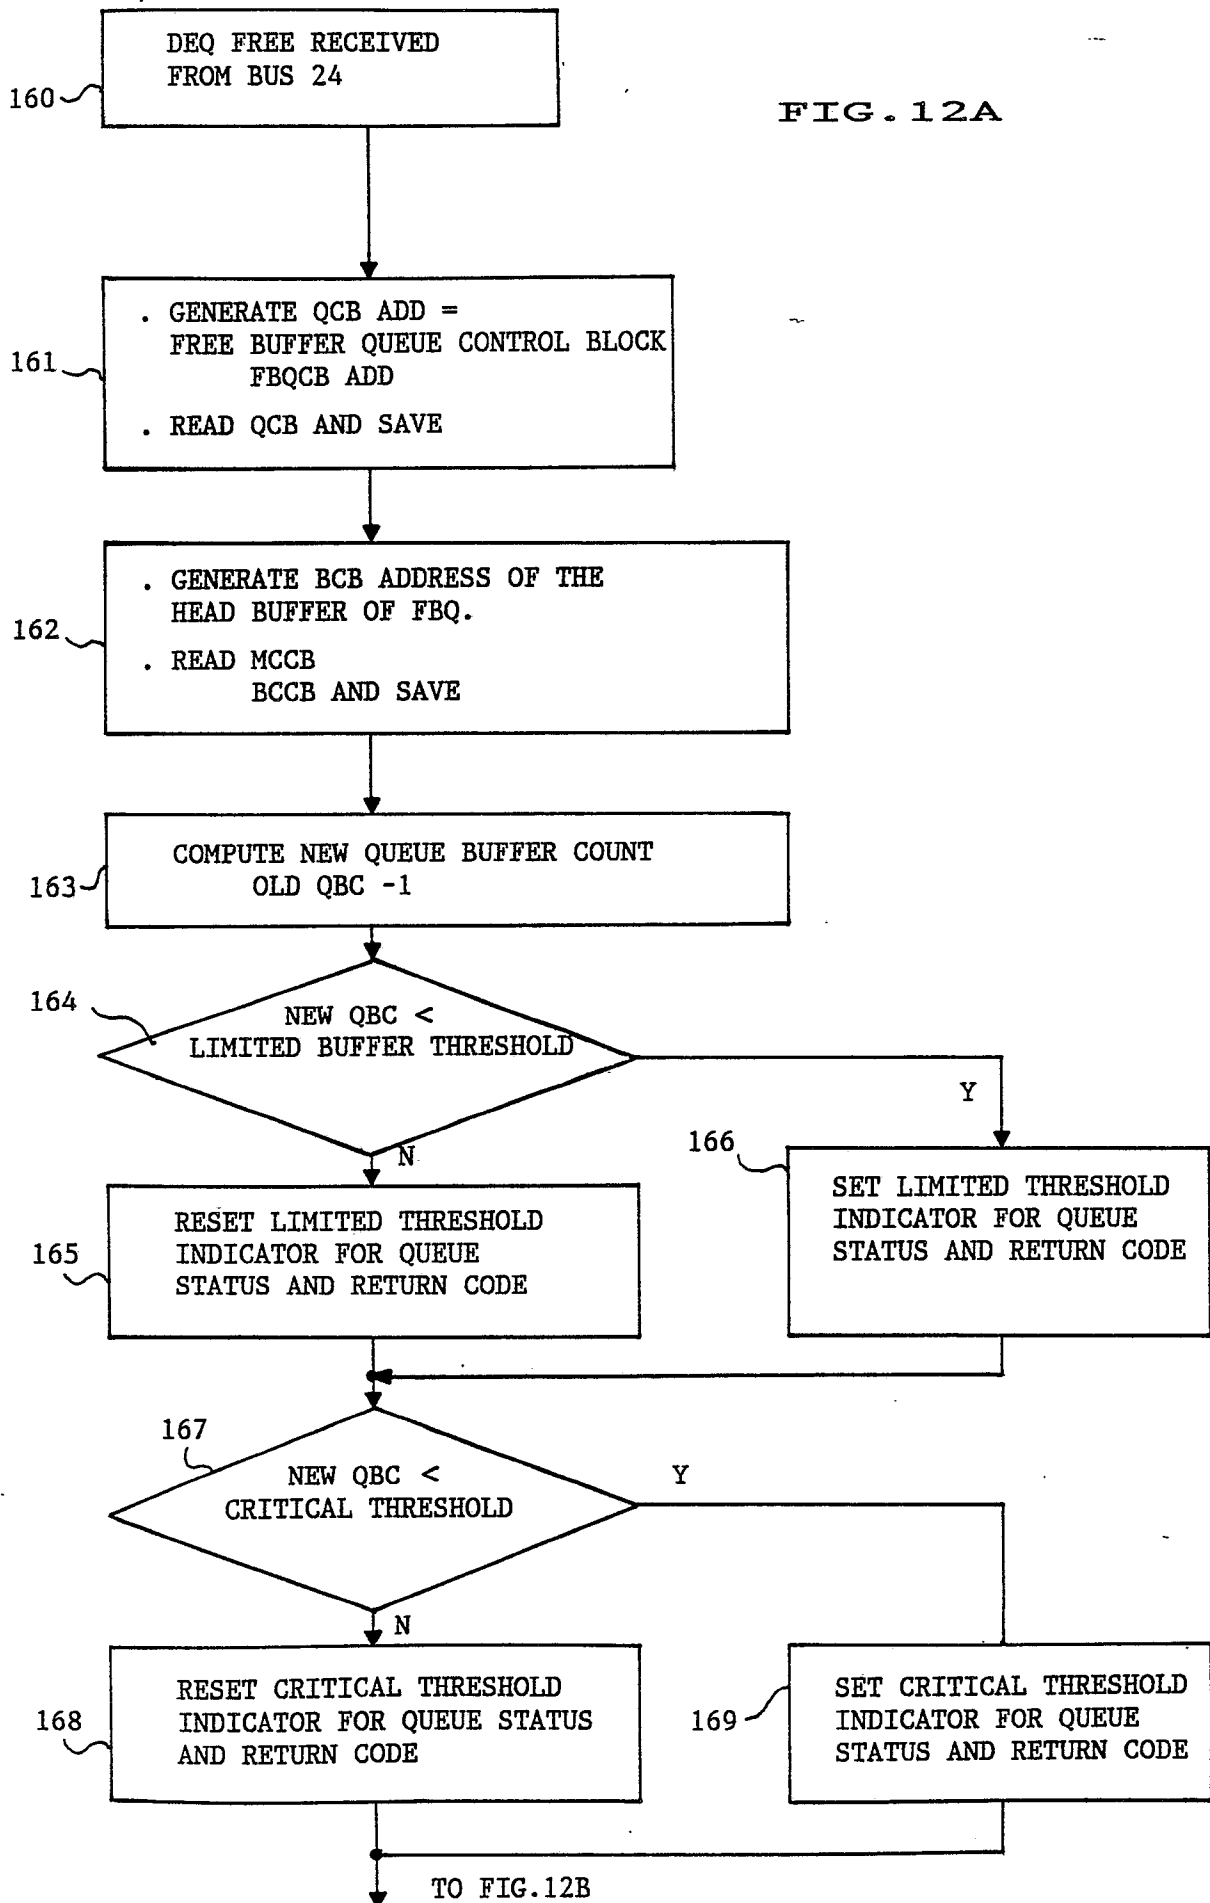 DEQ FREE RECEIVED
FROM BUS 24
160
FIG. 12A
. GENERATE QCB ADD =
FREE BUFFER QUEUE CONTROL BLOCK
FBQCB ADD
. READ QCB AND SAVE
161
. GENERATE BCB ADDRESS OF THE
HEAD BUFFER OF FBQ.
. READ MCCB
BCCB AND SAVE
162
COMPUTE NEW QUEUE BUFFER COUNT
OLD QBC -1
163
164
NEW QBC <
LIMITED BUFFER THRESHOLD
Y
N
166
SET LIMITED THRESHOLD
INDICATOR FOR QUEUE
STATUS AND RETURN CODE
RESET LIMITED THRESHOLD
INDICATOR FOR QUEUE
STATUS AND RETURN CODE
165
167
NEW QBC <
CRITICAL THRESHOLD
Y
N
RESET CRITICAL THRESHOLD
INDICATOR FOR QUEUE STATUS
AND RETURN CODE
168
SET CRITICAL THRESHOLD
INDICATOR FOR QUEUE
STATUS AND RETURN CODE
169
TO FIG.12B